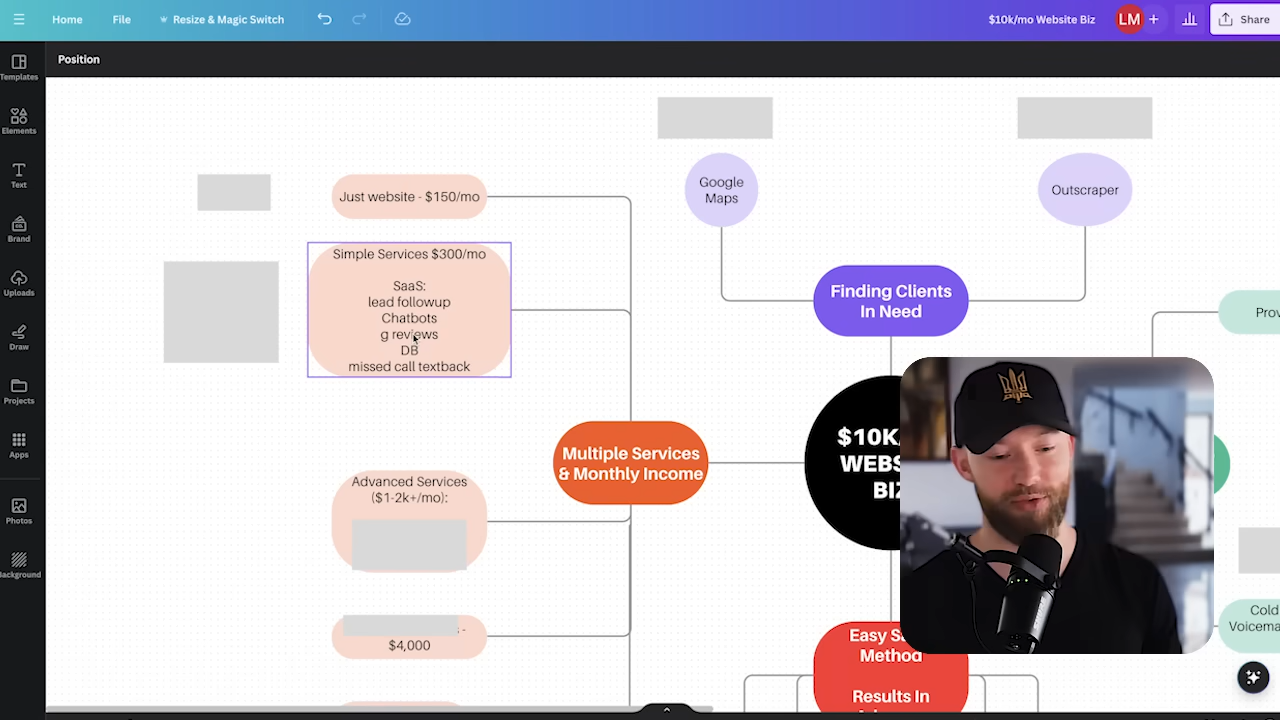 Home
File
Resize & Magic Switch
$10k/mo Website Biz
LM
Share
Position
Templates
Elements
Text
Brand
Uploads
Draw
Projects
Apps
Photos
Background
Google
Maps
Outscraper
Just website - $150/mo
Simple Services $300/mo
SaaS:
lead followup
Chatbots
g reviews
DB
missed call textback
Finding Clients
In Need
Multiple Services
& Monthly Income
Advanced Services
($1-2k+/mo):
$4,000
$10K
WEBS
BIZ
Easy
Method
Results In
Cold
Voicema